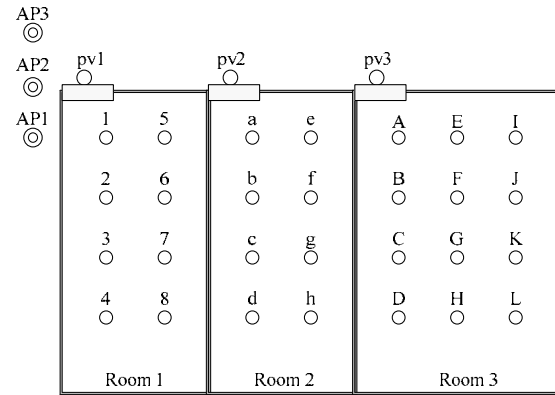 AP3
AP2 pv1 pv2 pv3
AP1 1 5 a e A E I
2 6 b f B F J
3 7 c g C G K
4 8 d h D H L
Room 1 Room 2 Room 3